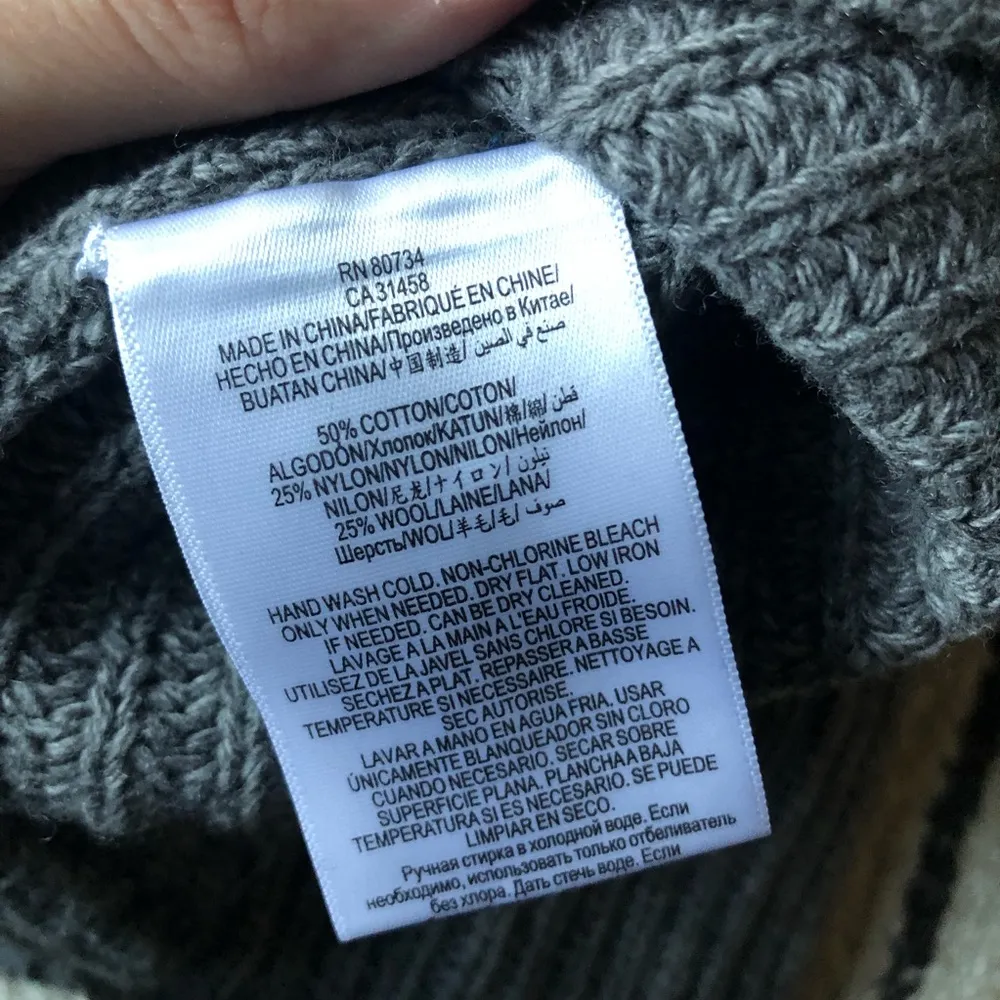 RN 80734
CA 31458
MADE IN CHINA/FABRIQUÉ EN CHINE/
HECHO EN CHINA/Произведено в Китае/
BUATAN CHINA/中国制造/ صنع في الصين
50% COTTON/COTON/
ALGODÓN/Хлопок/KATUN/棉/綿/ قطن
25% NYLON/NYLON/NILON/Нейлон/
NILON/尼龙/ナイロン/ نيلون
25% WOOL/LAINE/LANA/
Шерсть/WOL/羊毛/毛/ صوف
HAND WASH COLD. NON-CHLORINE BLEACH
ONLY WHEN NEEDED. DRY FLAT. LOW IRON
IF NEEDED. CAN BE DRY CLEANED.
LAVAGE A LA MAIN A L'EAU FROIDE.
UTILISEZ DE LA JAVEL SANS CHLORE SI BESOIN.
SECHEZ A PLAT. REPASSER A BASSE
TEMPERATURE SI NECESSAIRE. NETTOYAGE A
SEC AUTORISE.
LAVAR A MANO EN AGUA FRIA. USAR
ÚNICAMENTE BLANQUEADOR SIN CLORO
CUANDO NECESARIO. SECAR SOBRE
SUPERFICIE PLANA. PLANCHA A BAJA
TEMPERATURA SI ES NECESARIO. SE PUEDE
LIMPIAR EN SECO.
Ручная стирка в холодной воде. Если
необходимо, использовать только отбеливатель
без хлора. Дать стечь воде. Если